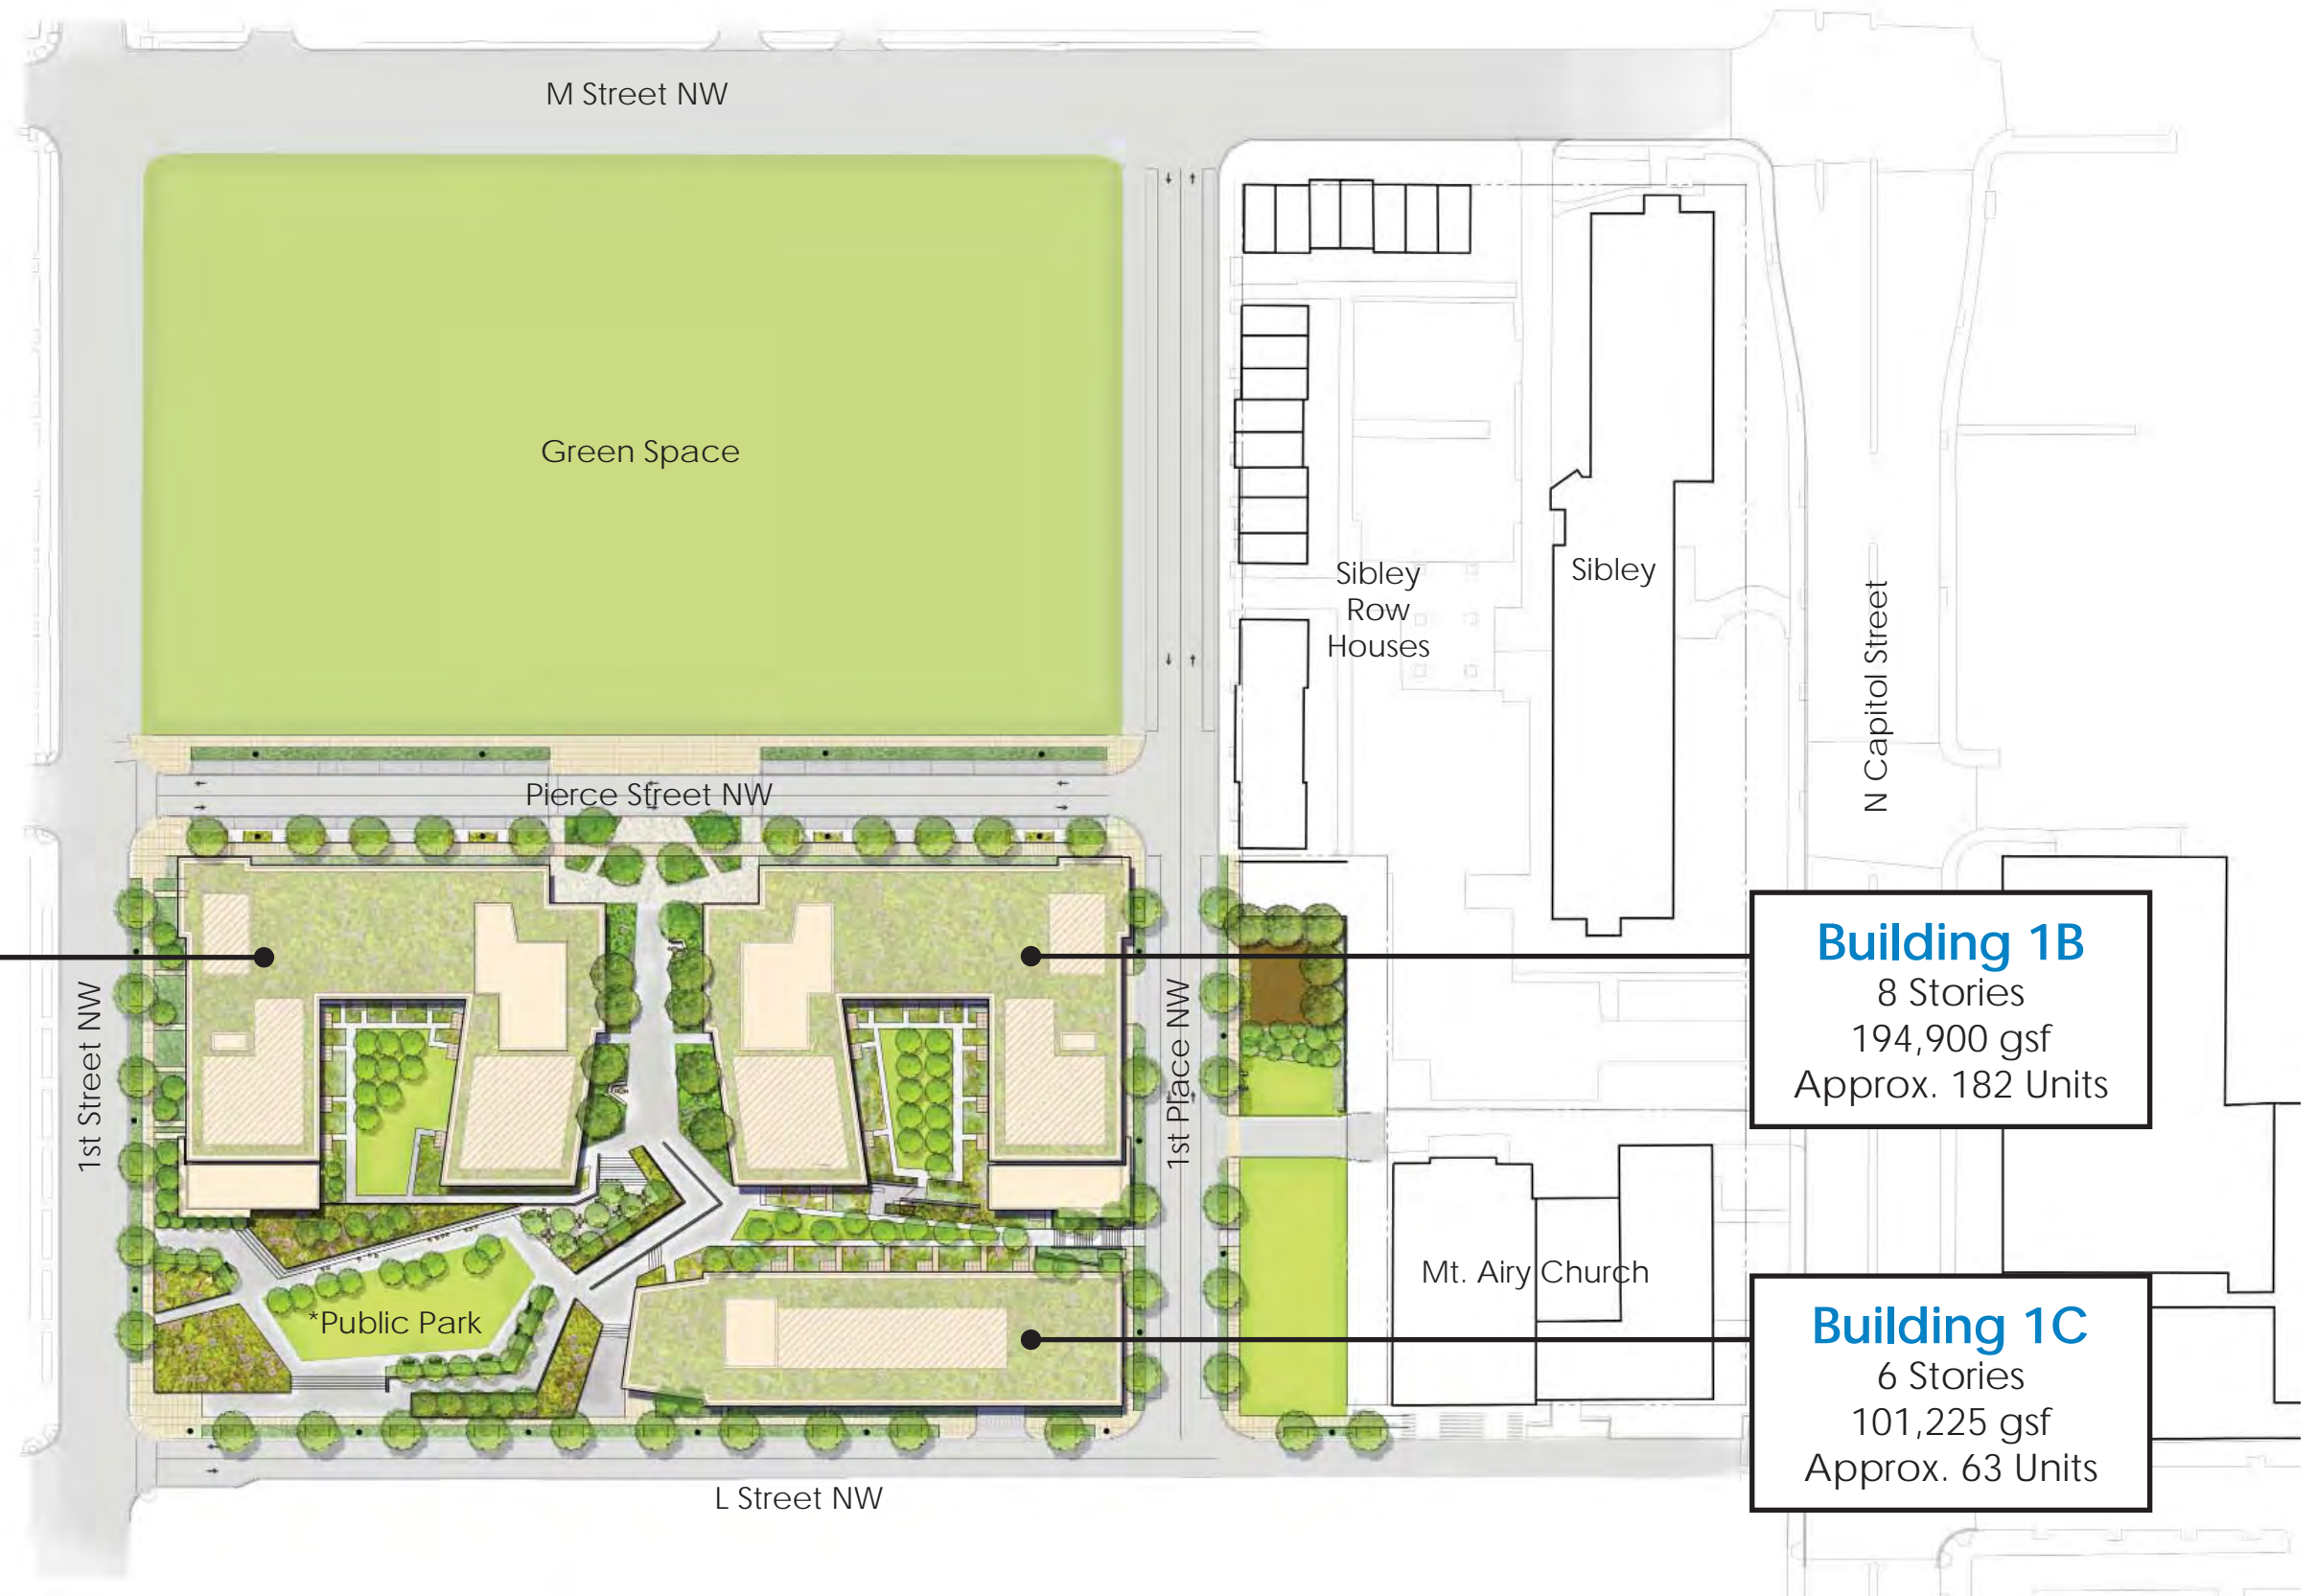 M Street NW
Green Space
Sibley
Row
Houses
Sibley
N Capitol Street
Pierce Street NW
1st Street NW
1st Place NW
Building 1B
8 Stories
194,900 gsf
Approx. 182 Units
Mt. Airy Church
*Public Park
Building 1C
6 Stories
101,225 gsf
Approx. 63 Units
L Street NW